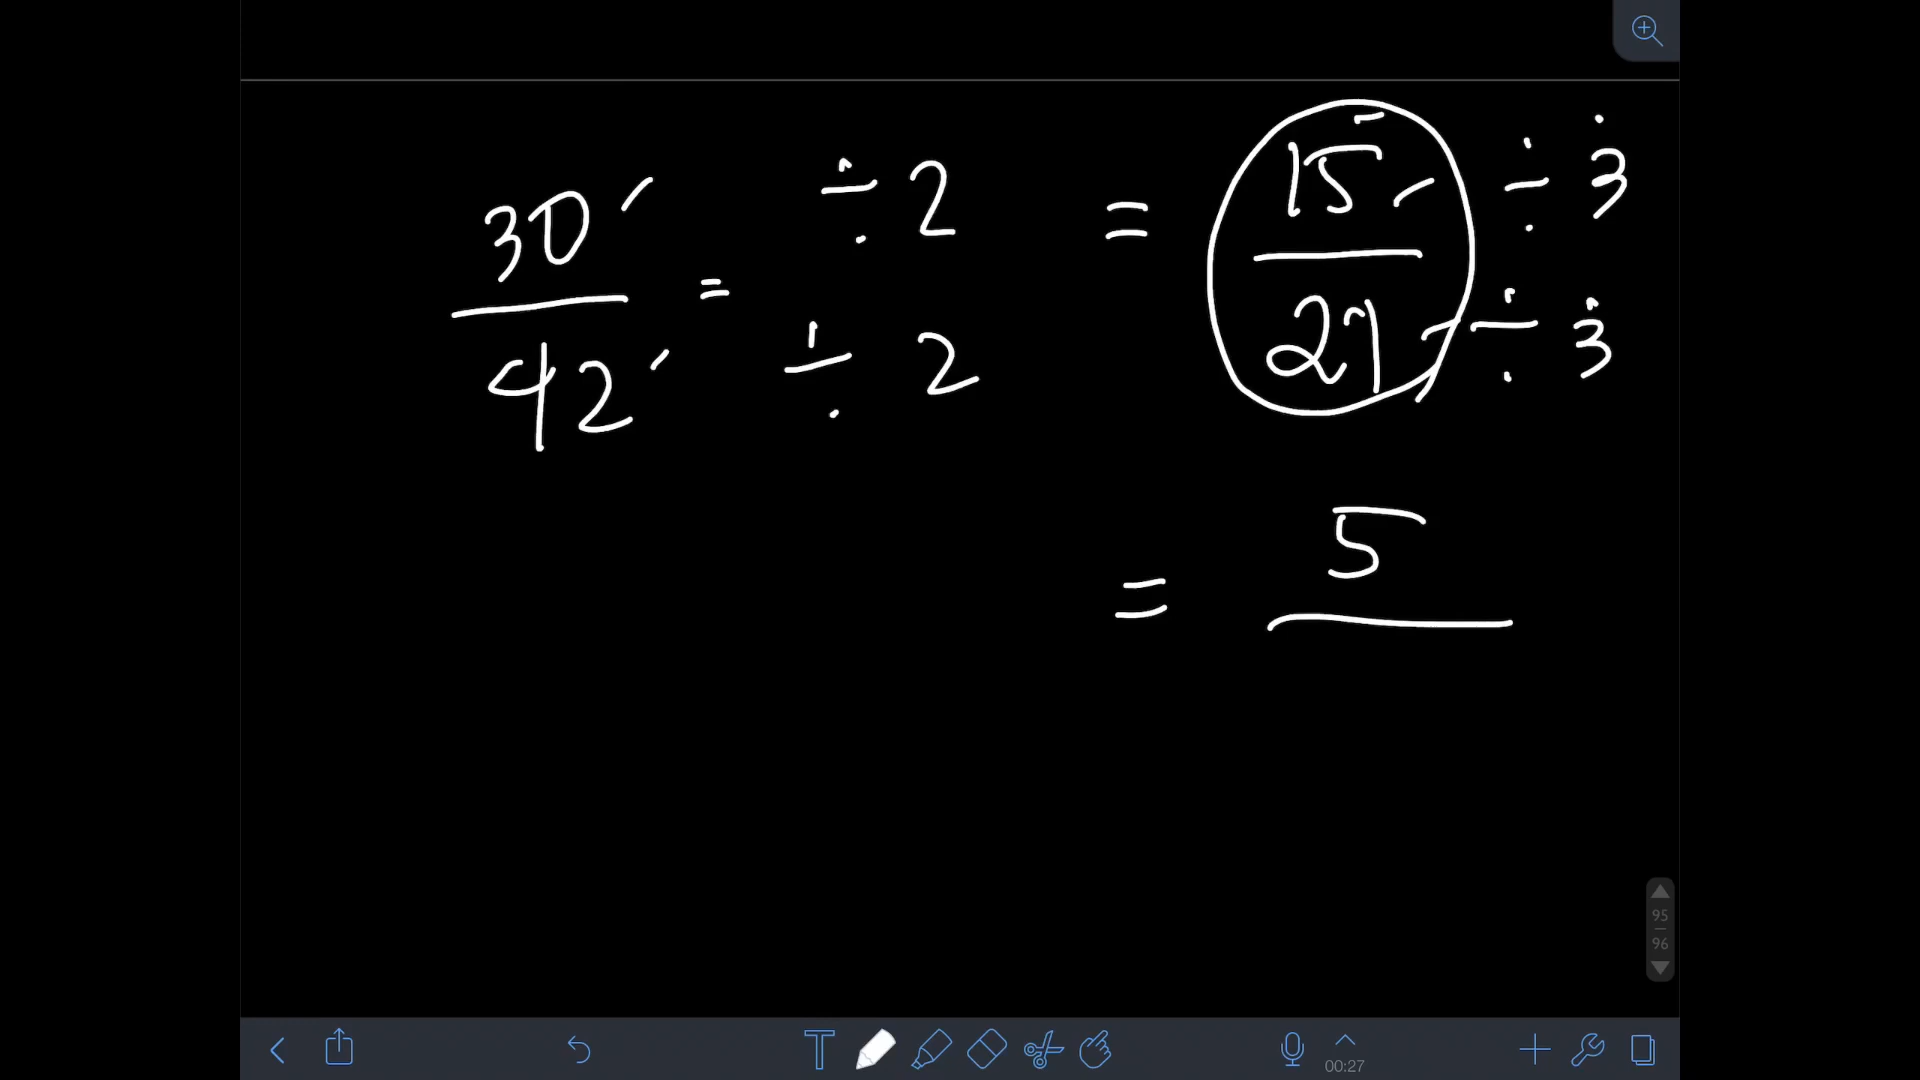 30 ÷ 2 = 15 ÷ 3
=
42 ÷ 2 21 ÷ 3
= 5
95
96
00:27